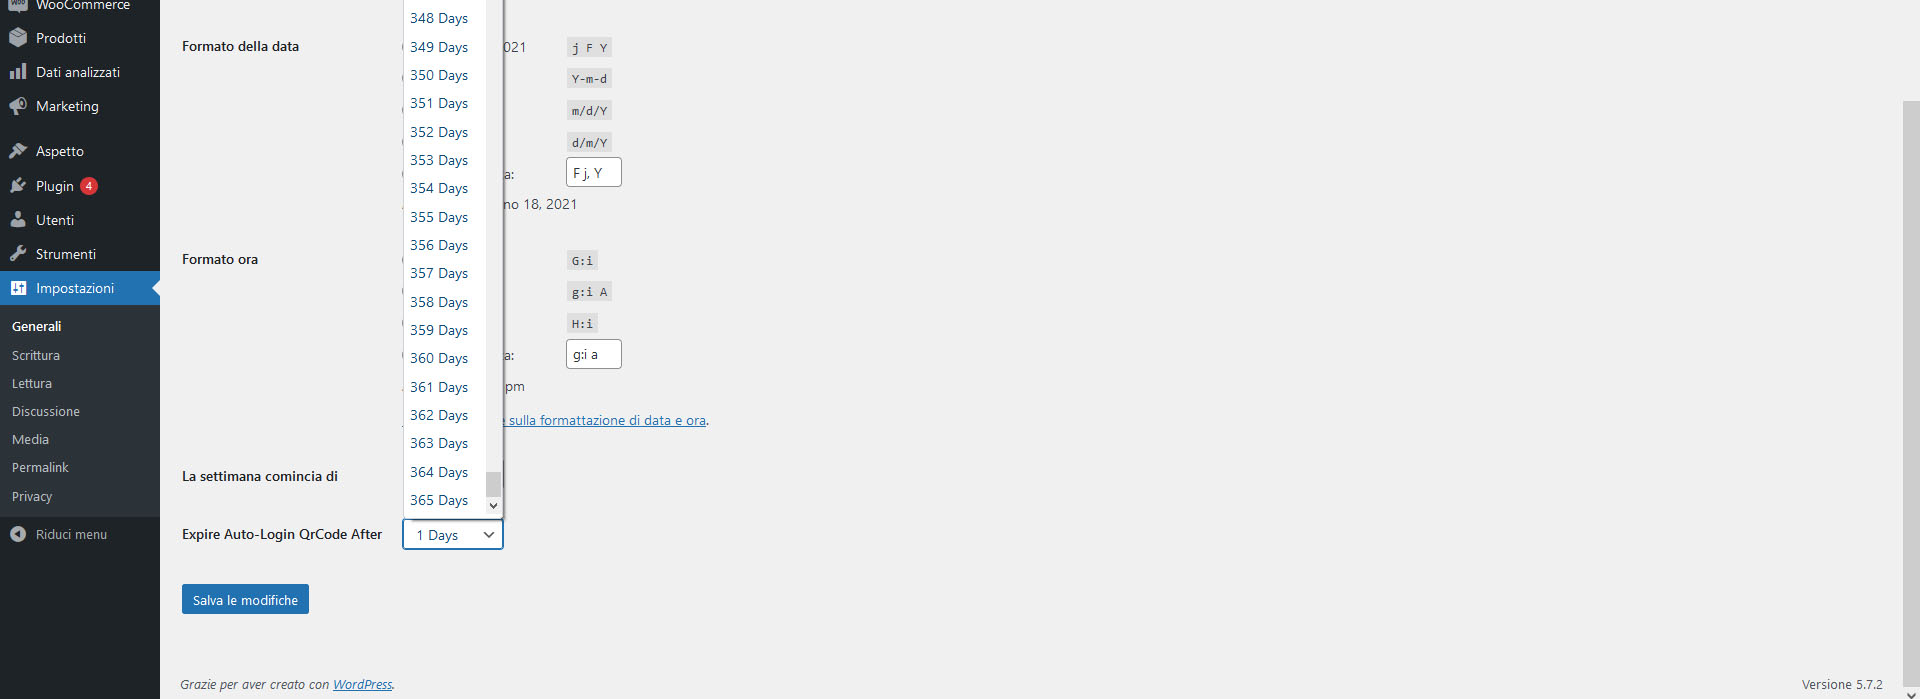 WooCommerce
Prodotti
Dati analizzati
Marketing
Aspetto
Plugin 4
Utenti
Strumenti
Impostazioni
Generali
Scrittura
Lettura
Discussione
Media
Permalink
Privacy
Riduci menu
Formato della data
021 j F Y
Y-m-d
m/d/Y
d/m/Y
a: F j, Y
no 18, 2021
Formato ora
G:i
g:i A
H:i
a: g:i a
pm
sulla formattazione di data e ora.
La settimana comincia di
348 Days
349 Days
350 Days
351 Days
352 Days
353 Days
354 Days
355 Days
356 Days
357 Days
358 Days
359 Days
360 Days
361 Days
362 Days
363 Days
364 Days
365 Days
Expire Auto-Login QrCode After 1 Days
Salva le modifiche
Grazie per aver creato con WordPress.
Versione 5.7.2